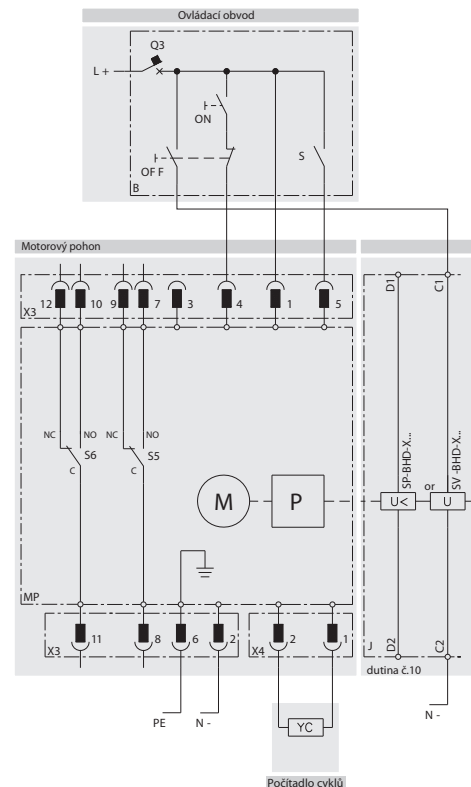 Ovládací obvod
Q3
L +
ON
OF F
S
B
Motorový pohon
12 10 9 7 3 4 1 5
X3
D1 C1
NC NO NC NO
S6 S5
C C
SP-BHD-X...
or
SV -BHD-X...
M P U< U
MP
11 8 6 2 2 1
X3 X4 J
D2 C2
dutina č.10
PE N - N -
YC
Počítadlo cyklů